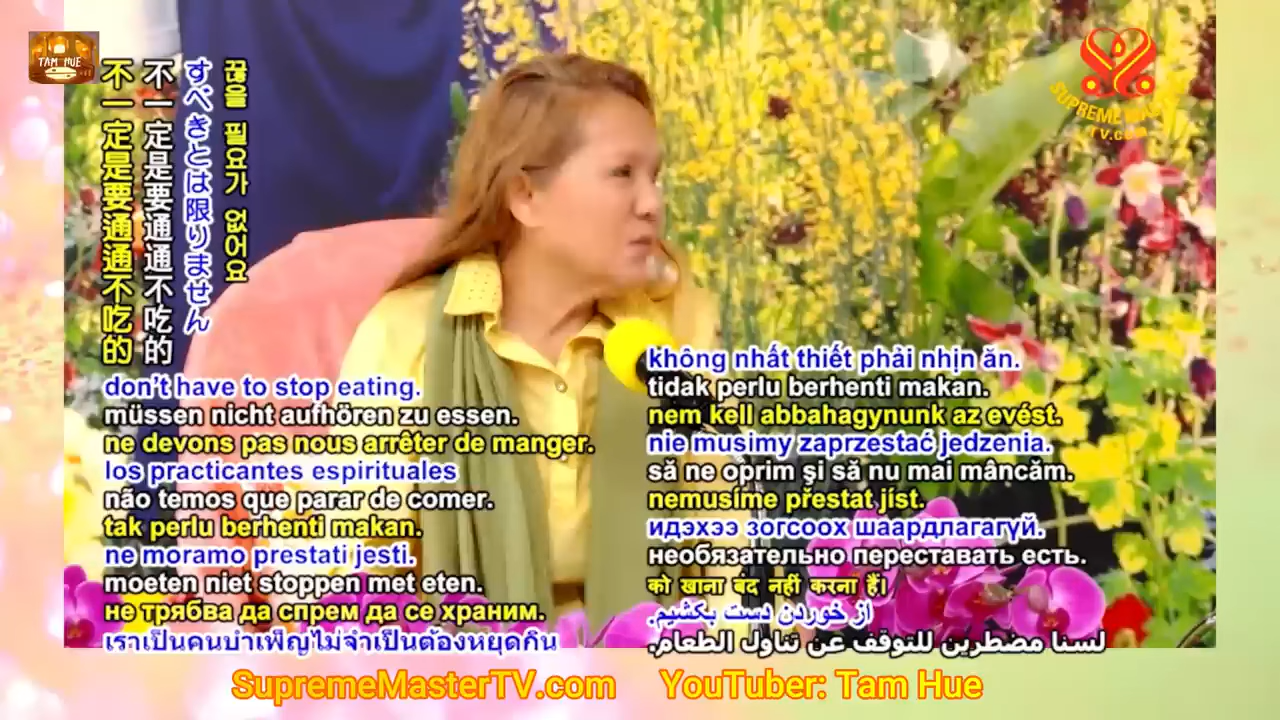 TAM HUE
SUPREME MASTER
TV.com
끊을 필요가 없어요
すべきとは限りません
不一定是要通通不吃的
不一定是要通通不吃的
don't have to stop eating.
müssen nicht aufhören zu essen.
ne devons pas nous arrêter de manger.
los practicantes espirituales
não temos que parar de comer.
tak perlu berhenti makan.
ne moramo prestati jesti.
moeten niet stoppen met eten.
не трябва да спрем да се храним.
เราเป็นคนบำเพ็ญไม่จำเป็นต้องหยุดกิน
không nhất thiết phải nhịn ăn.
tidak perlu berhenti makan.
nem kell abbahagynunk az evést.
nie musimy zaprzestać jedzenia.
să ne oprim şi să nu mai mâncăm.
nemusíme přestat jíst.
идэхээ зогсоох шаардлагагүй.
необязательно переставать есть.
को खाना बंद नहीं करना हैं।
از خوردن دست بکشیم.
لسنا مضطرين للتوقف عن تناول الطعام.
SupremeMasterTV.com YouTuber: Tam Hue